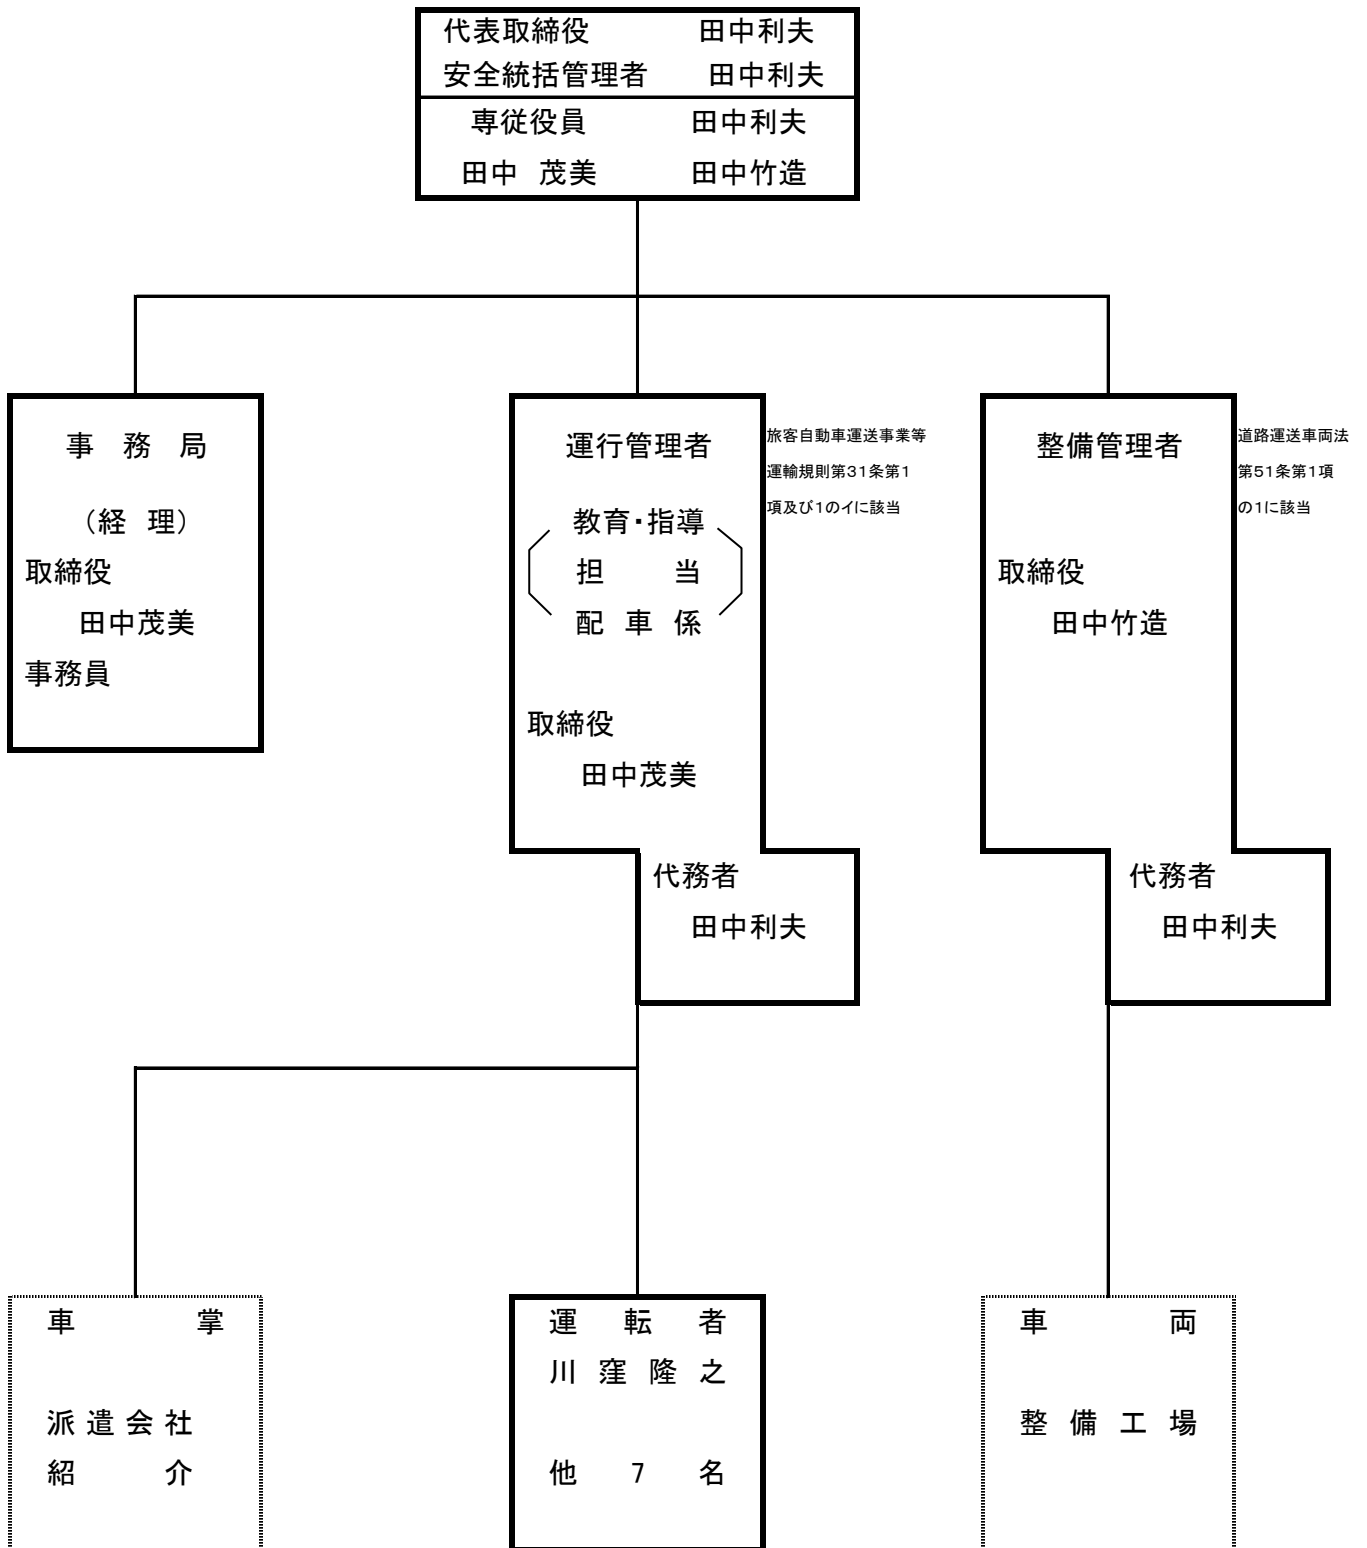 代表取締役 田中利夫
安全統括管理者 田中利夫
専従役員 田中利夫
田中 茂美 田中竹造
事 務 局
（経 理）
取締役
田中茂美
事務員
運行管理者
教育・指導
担 当
配 車 係
取締役
田中茂美
代務者
田中利夫
旅客自動車運送事業等
運輸規則第31条第1
項及び1のイに該当
整備管理者
取締役
田中竹造
代務者
田中利夫
道路運送車両法
第51条第1項
の1に該当
車 掌
派 遣 会 社
紹 介
運 転 者
川 窪 隆 之
他 7 名
車 両
整 備 工 場